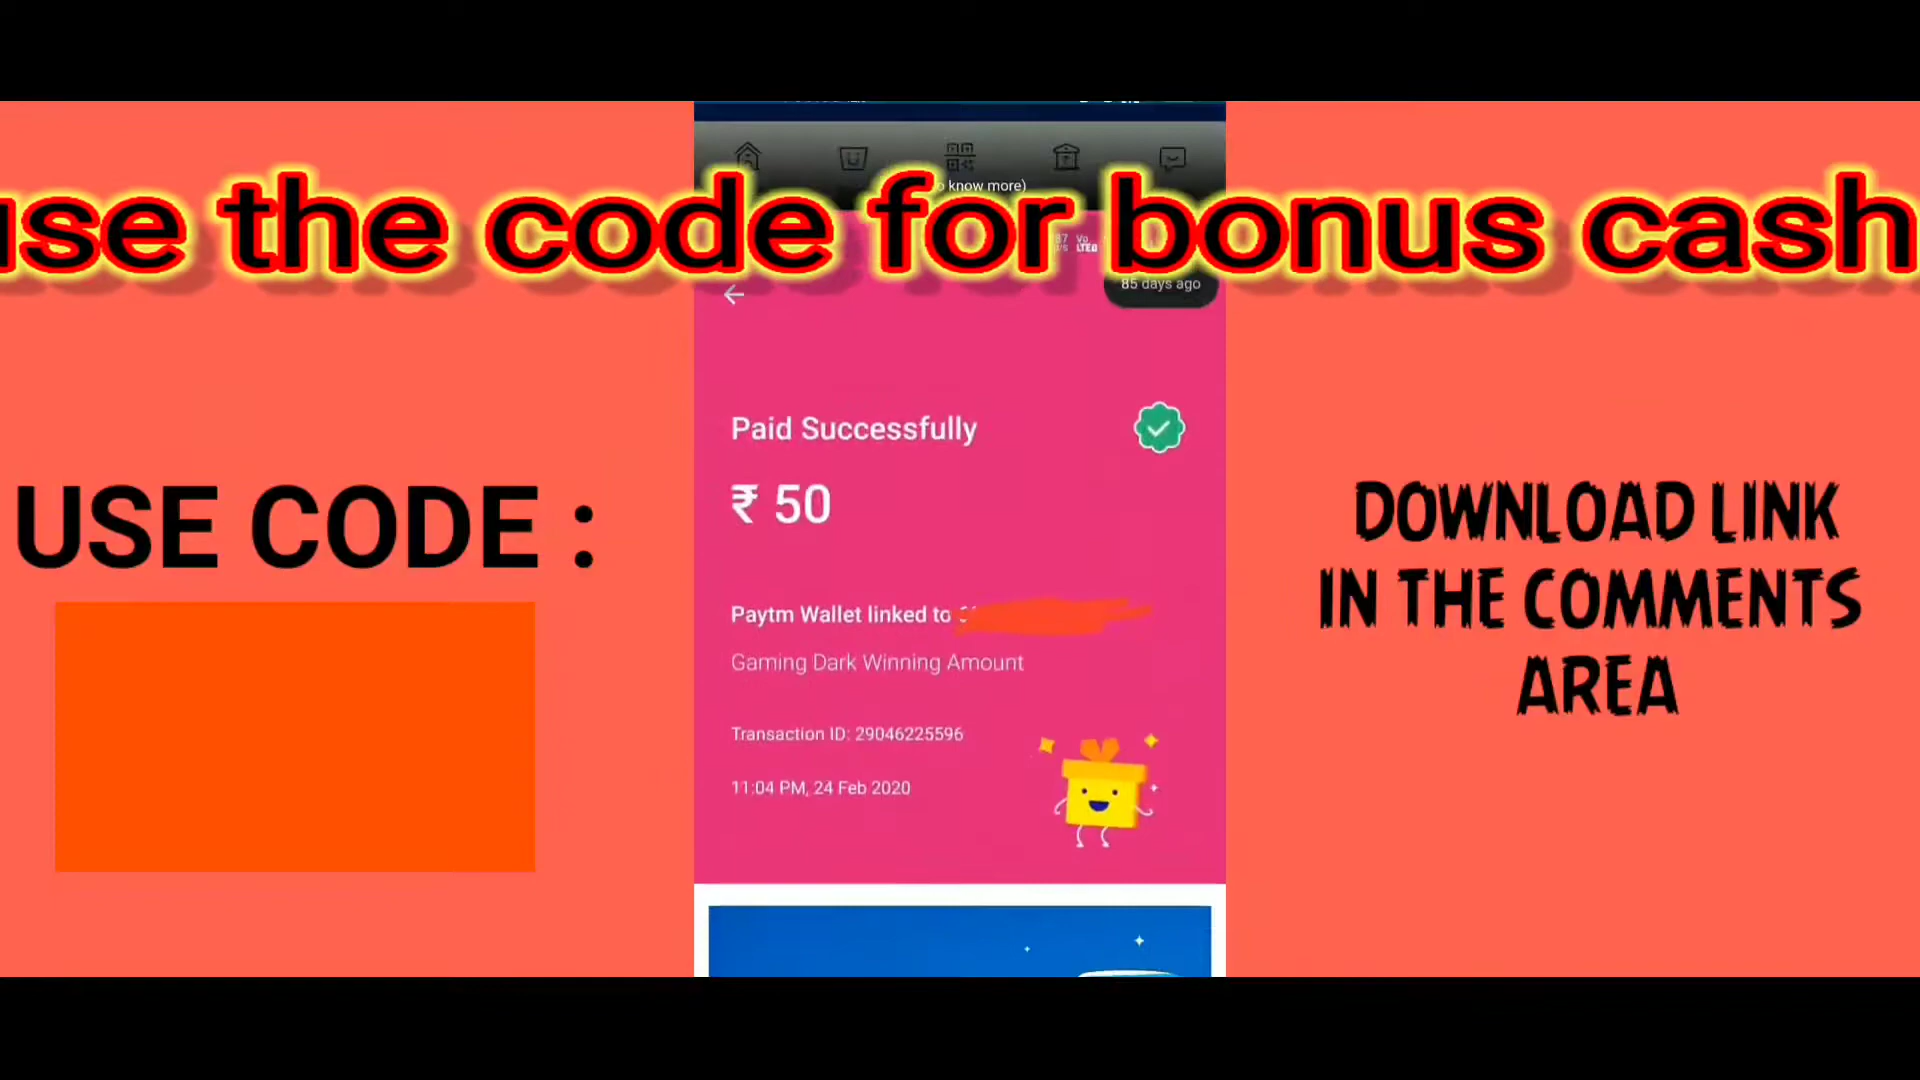 know more)
use the code for bonus cash
LTE
85 days ago
Paid Successfully
₹ 50
USE CODE :
DOWNLOAD LINK
IN THE COMMENTS
AREA
Paytm Wallet linked to
Gaming Dark Winning Amount
Transaction ID: 29046225596
11:04 PM, 24 Feb 2020